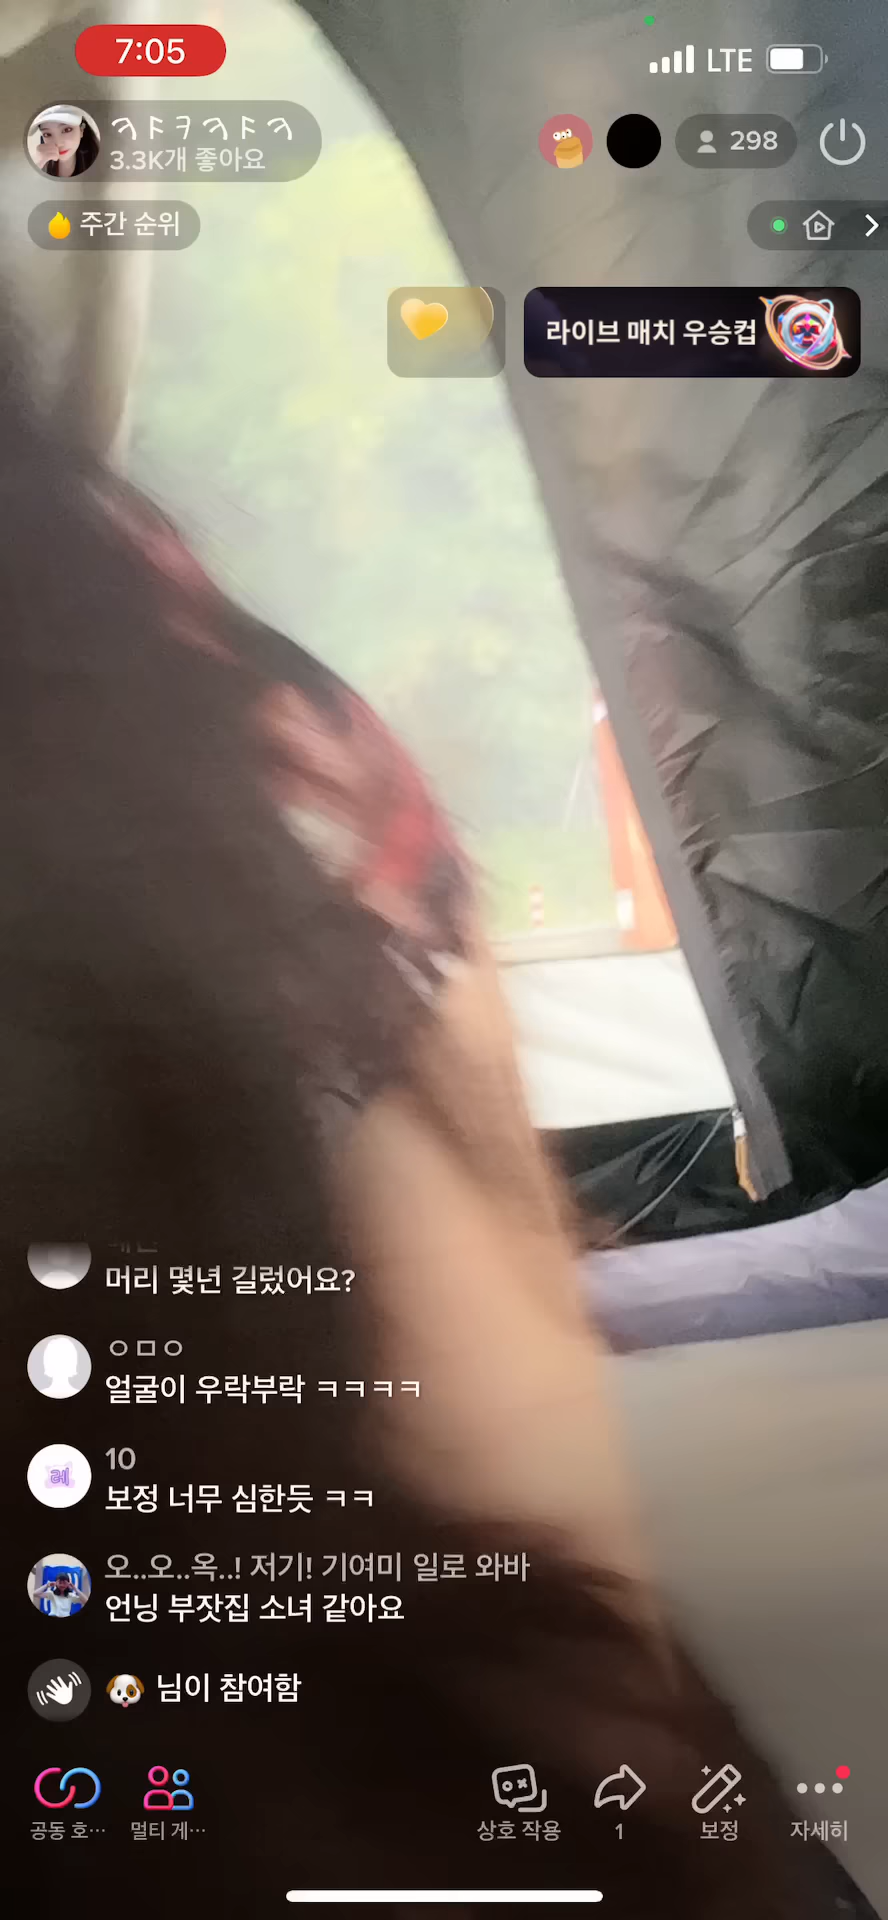 7:05
LTE
3.3K개 좋아요
298
주간 순위
라이브 매치 우승컵
머리 몇년 길렀어요?
ㅇㅁㅇ
얼굴이 우락부락 ㅋㅋㅋㅋ
10
레
보정 너무 심한듯 ㅋㅋ
오..오..옥..! 저기! 기여미 일로 와바
언닝 부잣집 소녀 같아요
님이 참여함
공동 호…
멀티 게…
상호 작용
1
보정
자세히